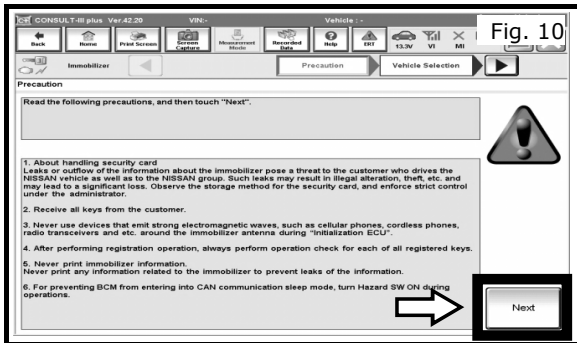 CONSULT-III plus Ver.42.20 VIN:- Vehicle : -
Fig. 10
Back Home Print Screen Screen Capture Measurement Mode Recorded Data Help ERT 13.3V VI MI
Immobilizer Precaution Vehicle Selection
Precaution
Read the following precautions, and then touch "Next".
1. About handling security card
Leaks or outflow of the information about the immobilizer pose a threat to the customer who drives the
NISSAN vehicle as well as to the NISSAN group. Such leaks may result in illegal alteration, theft, etc. and
may lead to a significant loss. Observe the storage method for the security card, and enforce strict control
under the administrator.
2. Receive all keys from the customer.
3. Never use devices that emit strong electromagnetic waves, such as cellular phones, cordless phones,
radio transceivers and etc. around the immobilizer antenna during "Initialization ECU".
4. After performing registration operation, always perform operation check for each of all registered keys.
5. Never print immobilizer information.
Never print any information related to the immobilizer to prevent leaks of the information.
6. For preventing BCM from entering into CAN communication sleep mode, turn Hazard SW ON during
operations.
Next